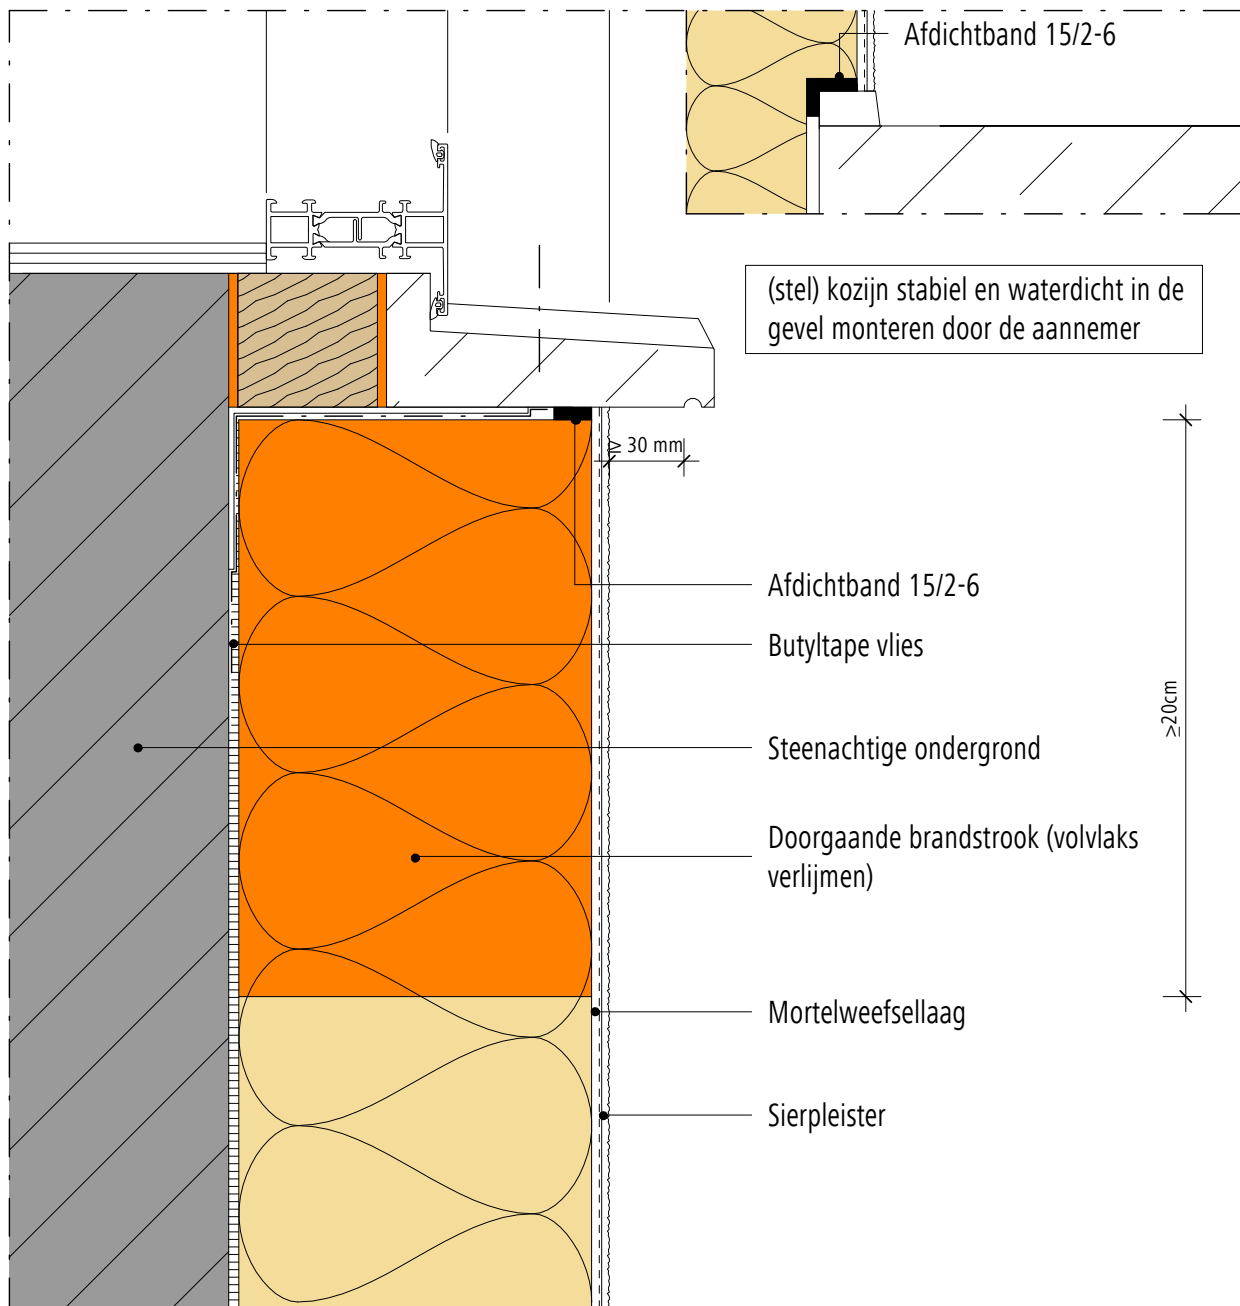 Afdichtband 15/2-6
(stel) kozijn stabiel en waterdicht in de
gevel monteren door de aannemer
≥ 30 mm
Afdichtband 15/2-6
Butyltape vlies
≥20cm
Steenachtige ondergrond
Doorgaande brandstrook (volvlaks
verlijmen)
Mortelweefsellaag
Sierpleister